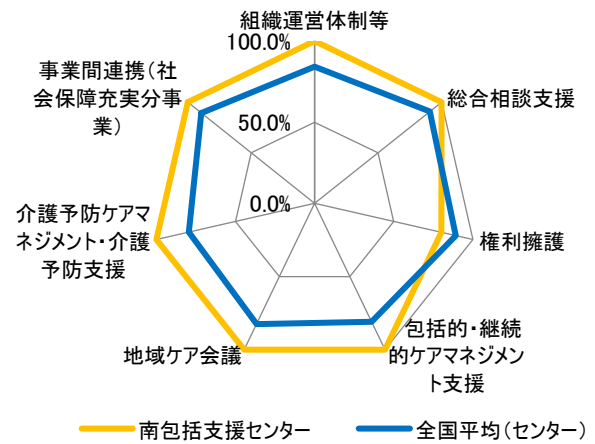 組織運営体制等
100.0%
50.0%
0.0%
総合相談支援
権利擁護
包括的・継続
的ケアマネジメン
ト支援
地域ケア会議
介護予防ケアマ
ネジメント・介護
予防支援
事業間連携（社
会保障充実分事
業）
南包括支援センター
全国平均（センター）